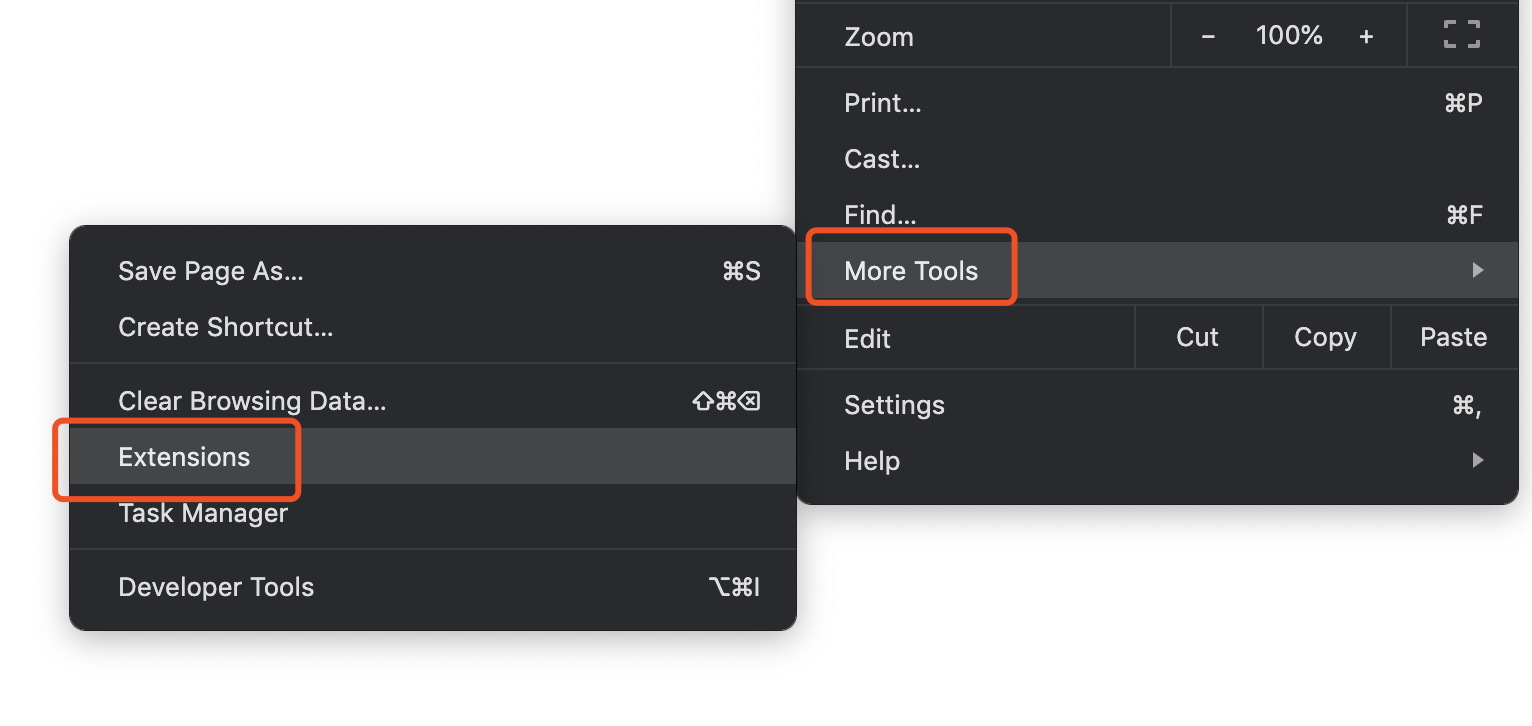 Zoom − 100% +
Print... ⌘P
Cast...
Find... ⌘F
More Tools
Edit Cut Copy Paste
Settings ⌘,
Help
Save Page As... ⌘S
Create Shortcut...
Clear Browsing Data... ⇧⌘⌫
Extensions
Task Manager
Developer Tools ⌥⌘I